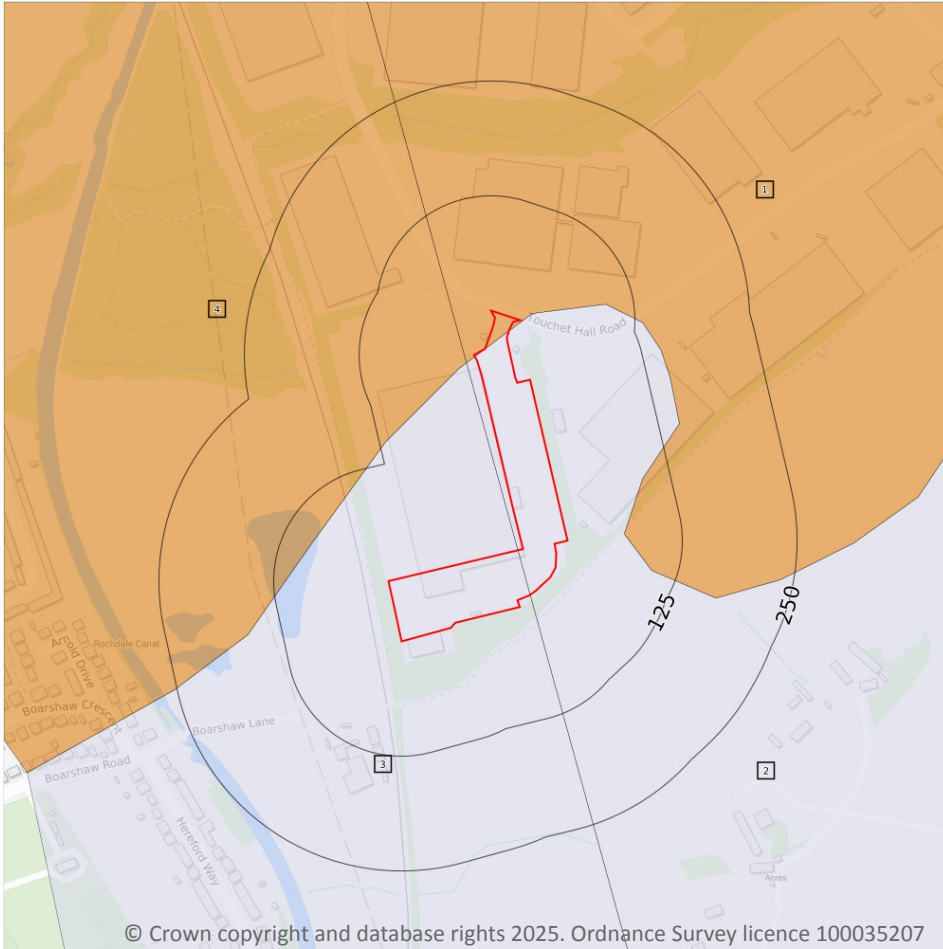 1
4
Touchet Hall Road
125
250
Rochdale Canal
Arnold Drive
Boarshaw Crescent
Boarshaw Lane
Boarshaw Road
3
2
Hereford Way
Acres
© Crown copyright and database rights 2025. Ordnance Survey licence 100035207